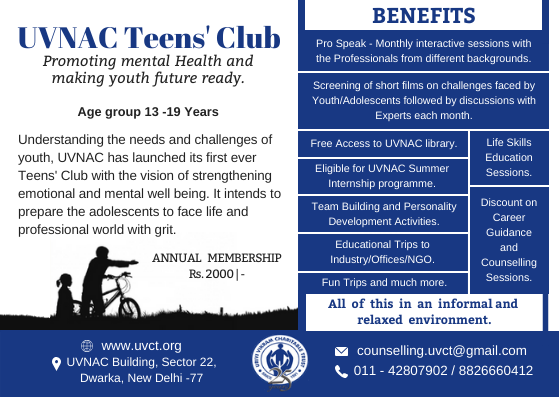 UVNAC Teens' Club
Promoting mental Health and
making youth future ready.
Age group 13 -19 Years
Understanding the needs and challenges of
youth, UVNAC has launched its first ever
Teens' Club with the vision of strengthening
emotional and mental well being. It intends to
prepare the adolescents to face life and
professional world with grit.
ANNUAL MEMBERSHIP
Rs.2000|-
BENEFITS
Pro Speak - Monthly interactive sessions with
the Professionals from different backgrounds.
Screening of short films on challenges faced by
Youth/Adolescents followed by discussions with
Experts each month.
Free Access to UVNAC library.
Eligible for UVNAC Summer
Internship programme.
Team Building and Personality
Development Activities.
Educational Trips to
Industry/Offices/NGO.
Fun Trips and much more.
Life Skills
Education
Sessions.
Discount on
Career
Guidance
and
Counselling
Sessions.
All of this in an informal and
relaxed environment.
www.uvct.org
UVNAC Building, Sector 22,
Dwarka, New Delhi -77
counselling.uvct@gmail.com
011 - 42807902 / 8826660412